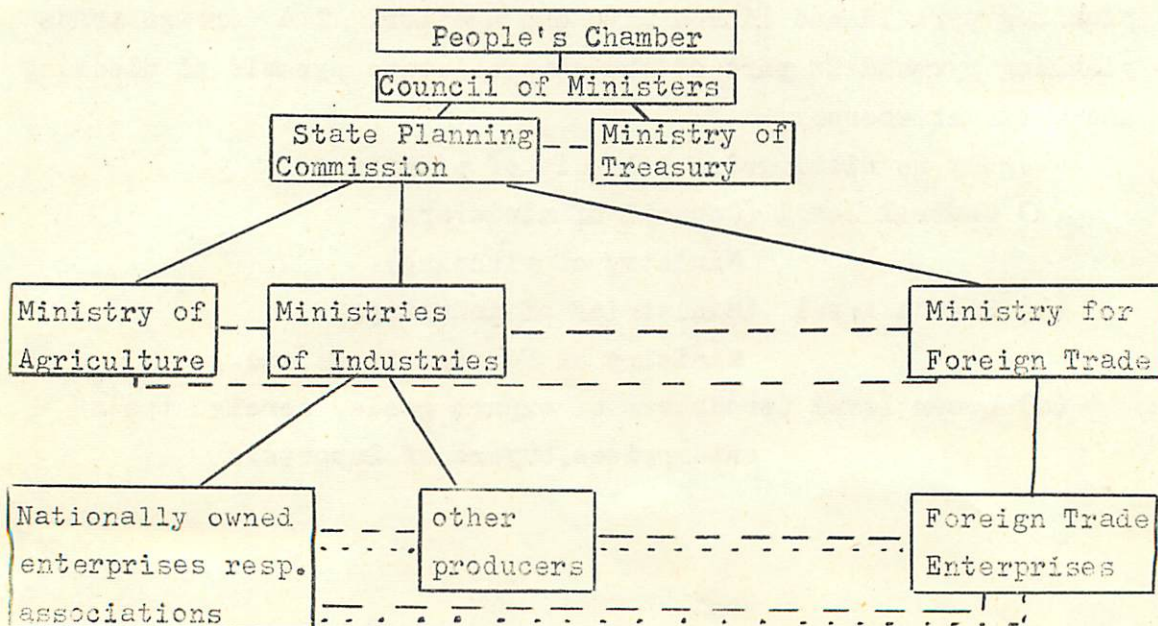 People's Chamber
Council of Ministers
State Planning
Commission
Ministry of
Treasury
Ministry of
Agriculture
Ministries
of Industries
Ministry for
Foreign Trade
Nationally owned
enterprises resp.
associations
other
producers
Foreign Trade
Enterprises